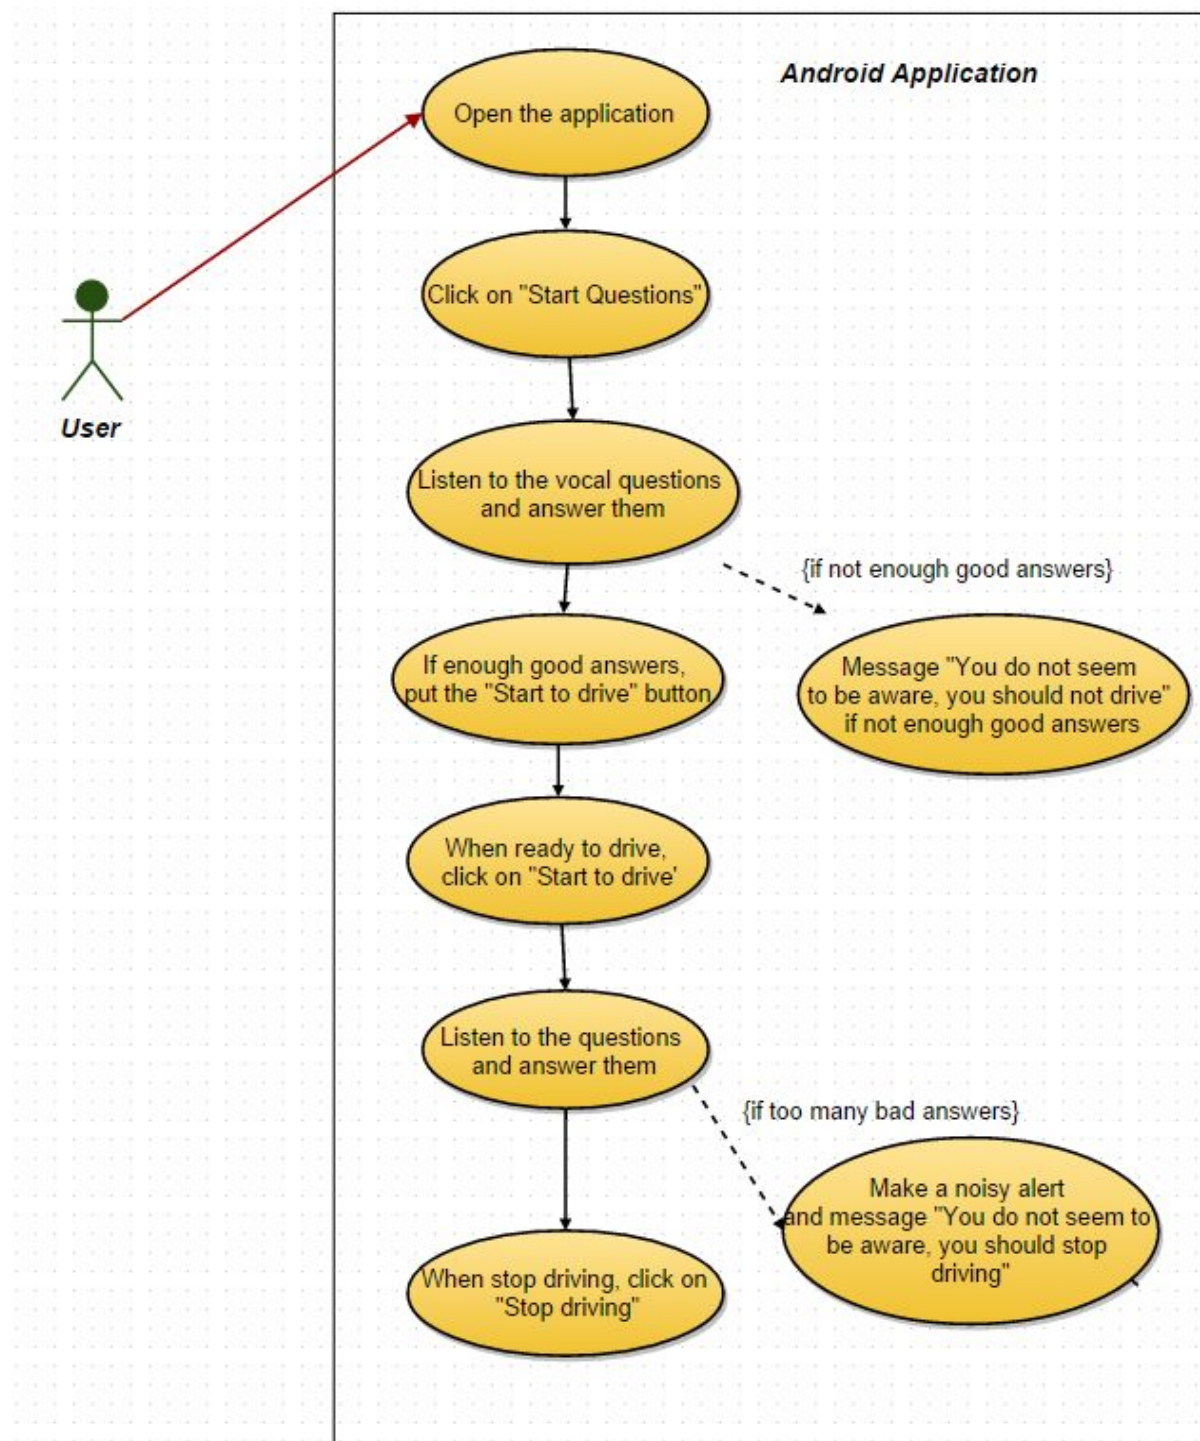 Android Application
Open the application
Click on "Start Questions"
User
Listen to the vocal questions
and answer them
{if not enough good answers}
If enough good answers,
put the "Start to drive" button
Message "You do not seem
to be aware, you should not drive"
if not enough good answers
When ready to drive,
click on "Start to drive'
Listen to the questions
and answer them
{if too many bad answers}
Make a noisy alert
and message "You do not seem to
be aware, you should stop
driving"
When stop driving, click on
"Stop driving"